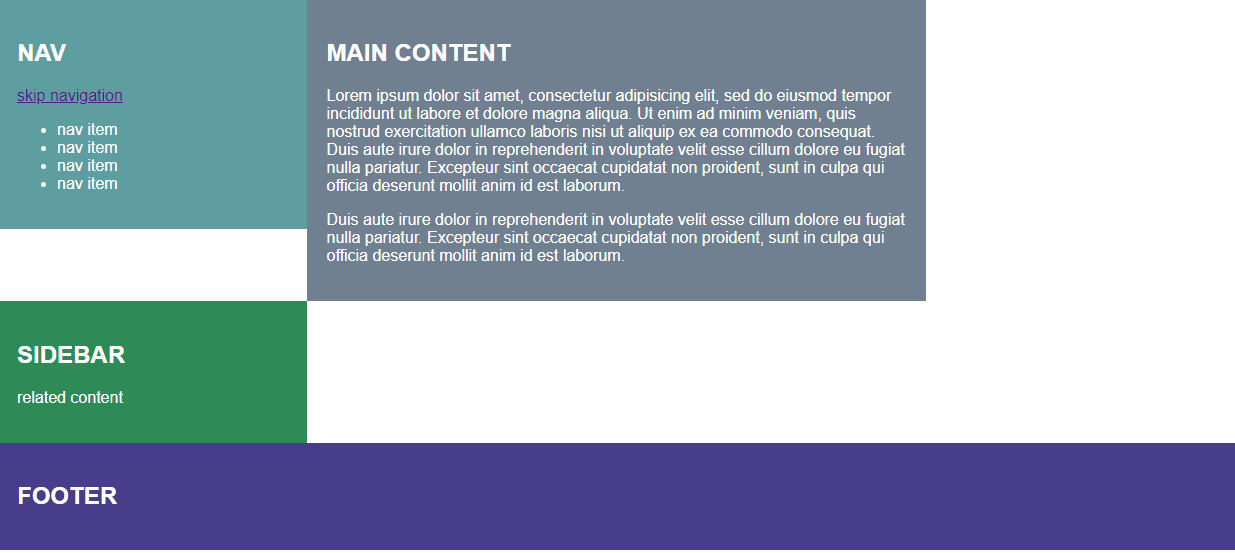 NAV
skip navigation
nav item
nav item
nav item
nav item
MAIN CONTENT
Lorem ipsum dolor sit amet, consectetur adipisicing elit, sed do eiusmod tempor
incididunt ut labore et dolore magna aliqua. Ut enim ad minim veniam, quis
nostrud exercitation ullamco laboris nisi ut aliquip ex ea commodo consequat.
Duis aute irure dolor in reprehenderit in voluptate velit esse cillum dolore eu fugiat
nulla pariatur. Excepteur sint occaecat cupidatat non proident, sunt in culpa qui
officia deserunt mollit anim id est laborum.
Duis aute irure dolor in reprehenderit in voluptate velit esse cillum dolore eu fugiat
nulla pariatur. Excepteur sint occaecat cupidatat non proident, sunt in culpa qui
officia deserunt mollit anim id est laborum.
SIDEBAR
related content
FOOTER